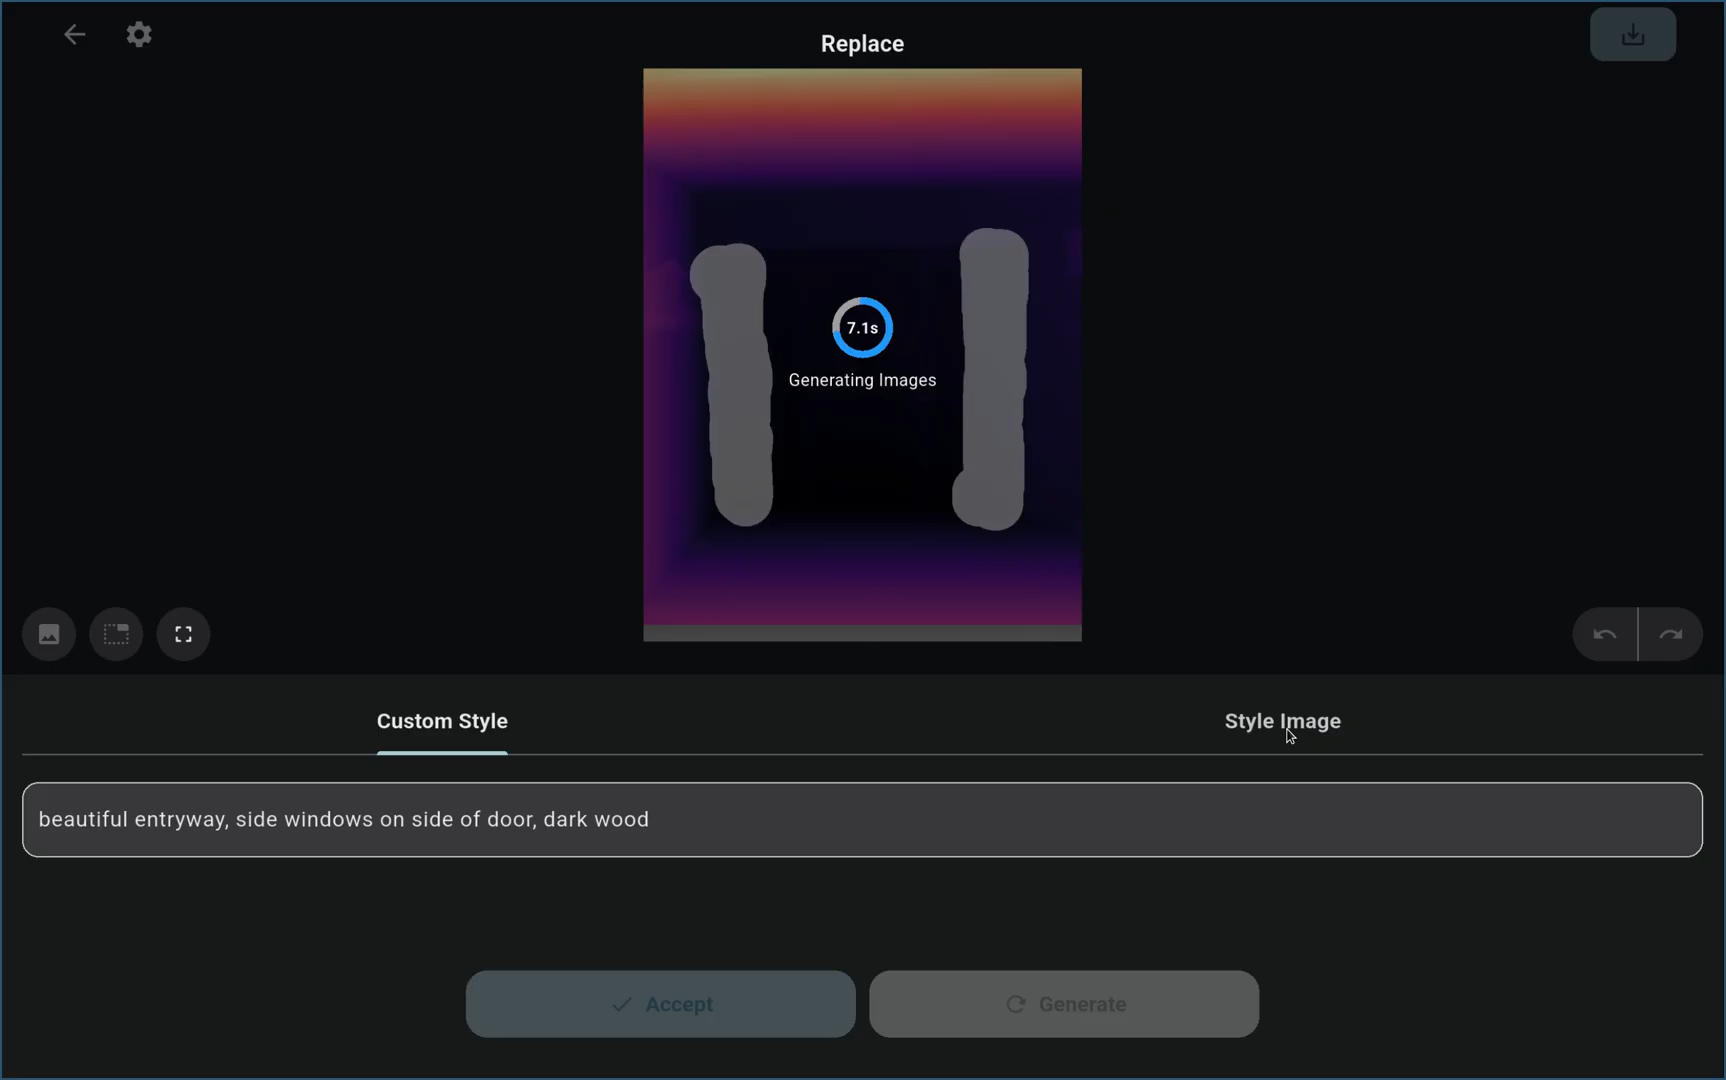 Replace
7.1s
Generating Images
Custom Style
Style Image
beautiful entryway, side windows on side of door, dark wood
Accept
Generate